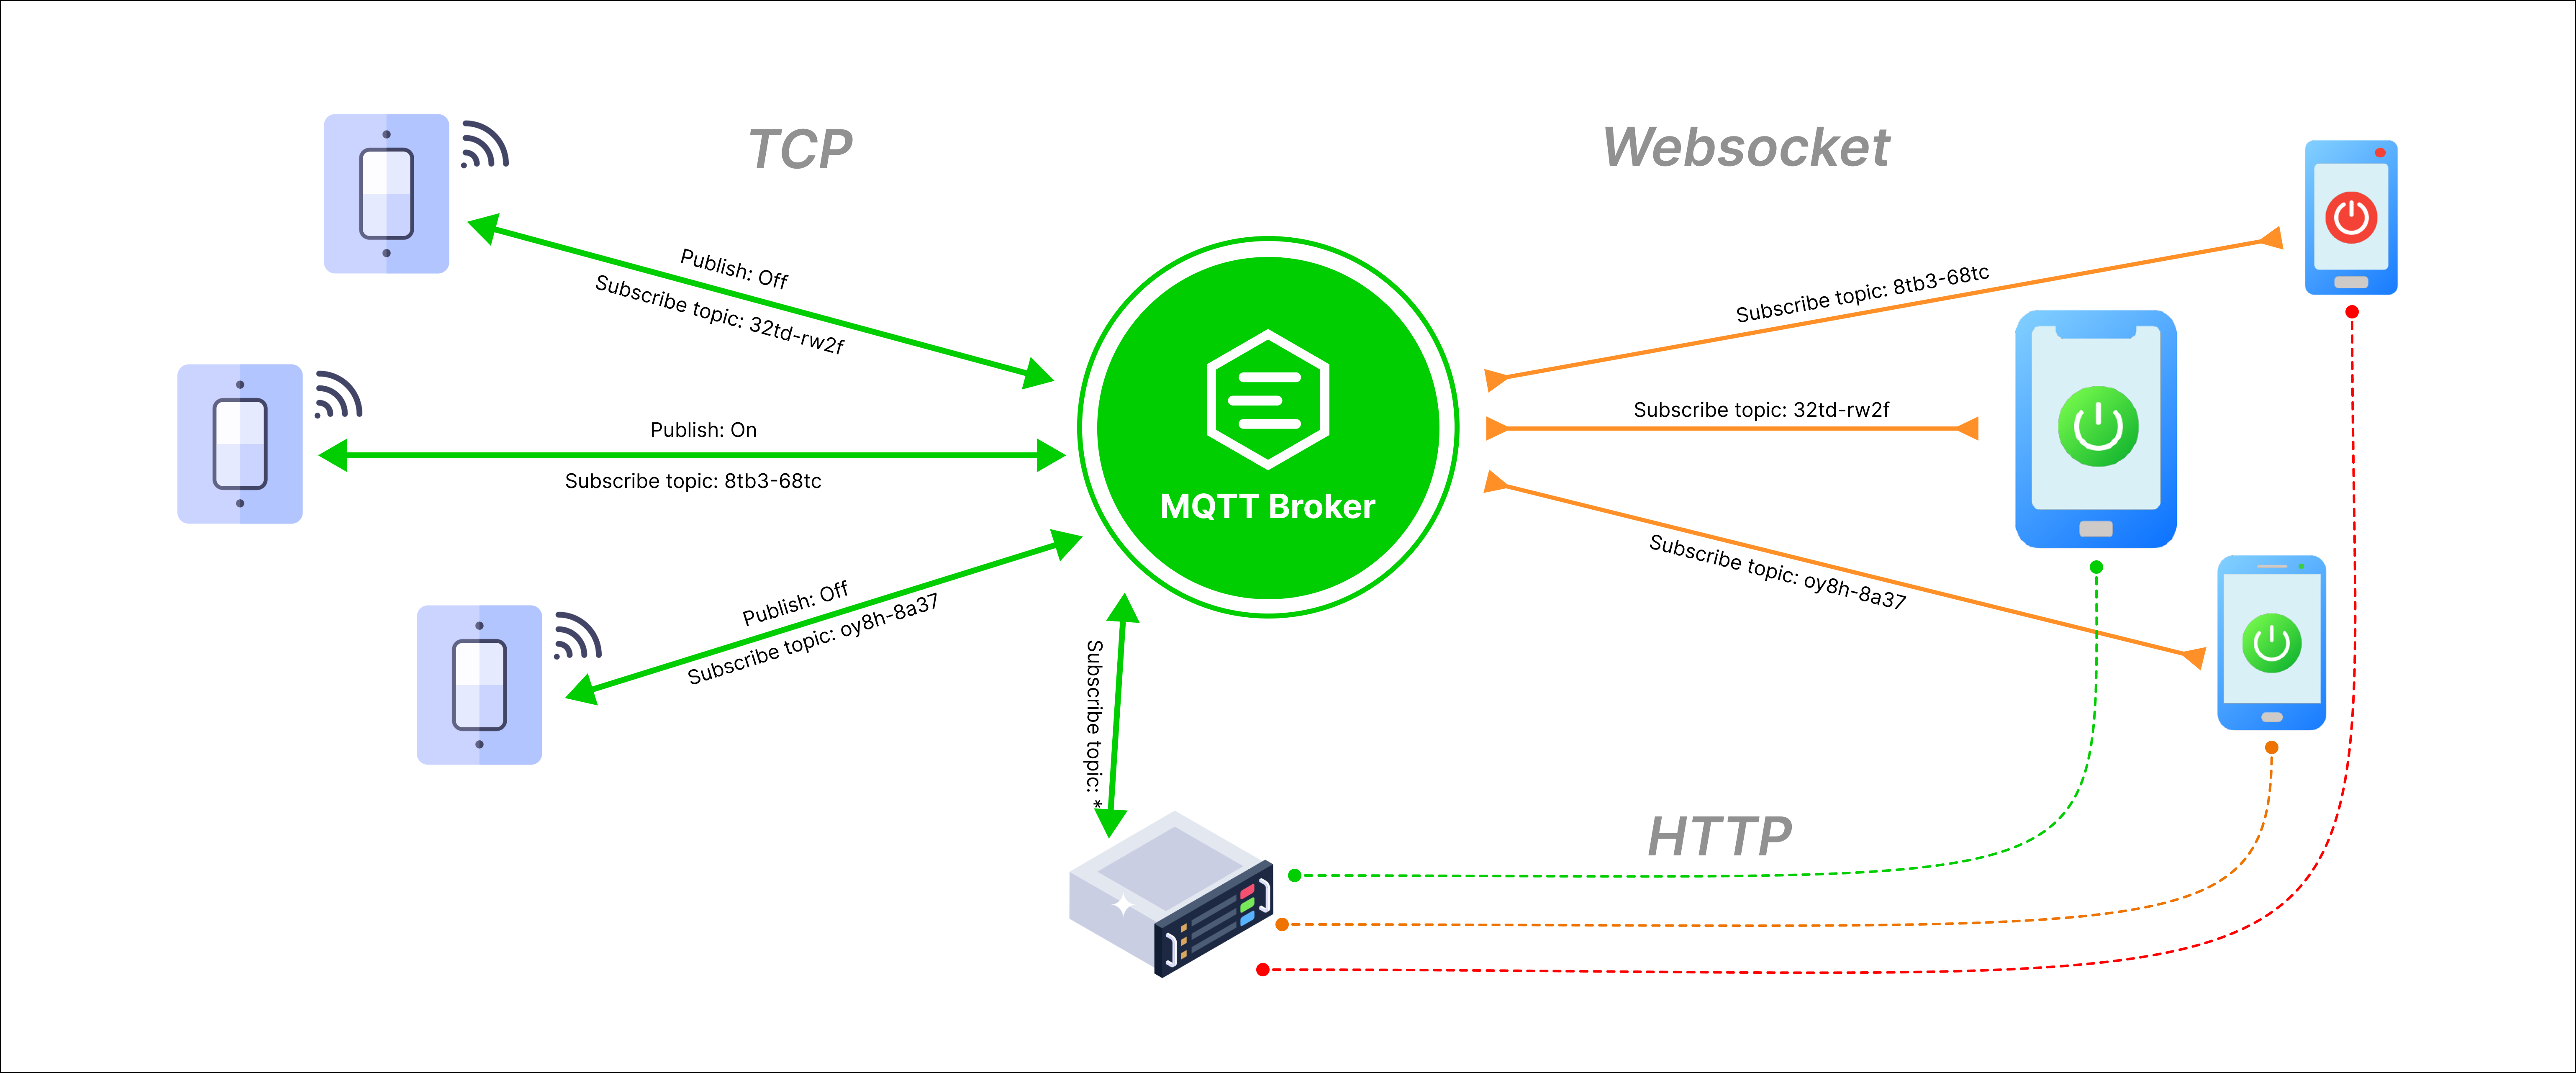 TCP
Websocket
Publish: Off
Subscribe topic: 32td-rw2f
Publish: On
Subscribe topic: 8tb3-68tc
Publish: Off
Subscribe topic: oy8h-8a37
MQTT Broker
Subscribe topic: 8tb3-68tc
Subscribe topic: 32td-rw2f
Subscribe topic: oy8h-8a37
Subscribe topic: *
HTTP